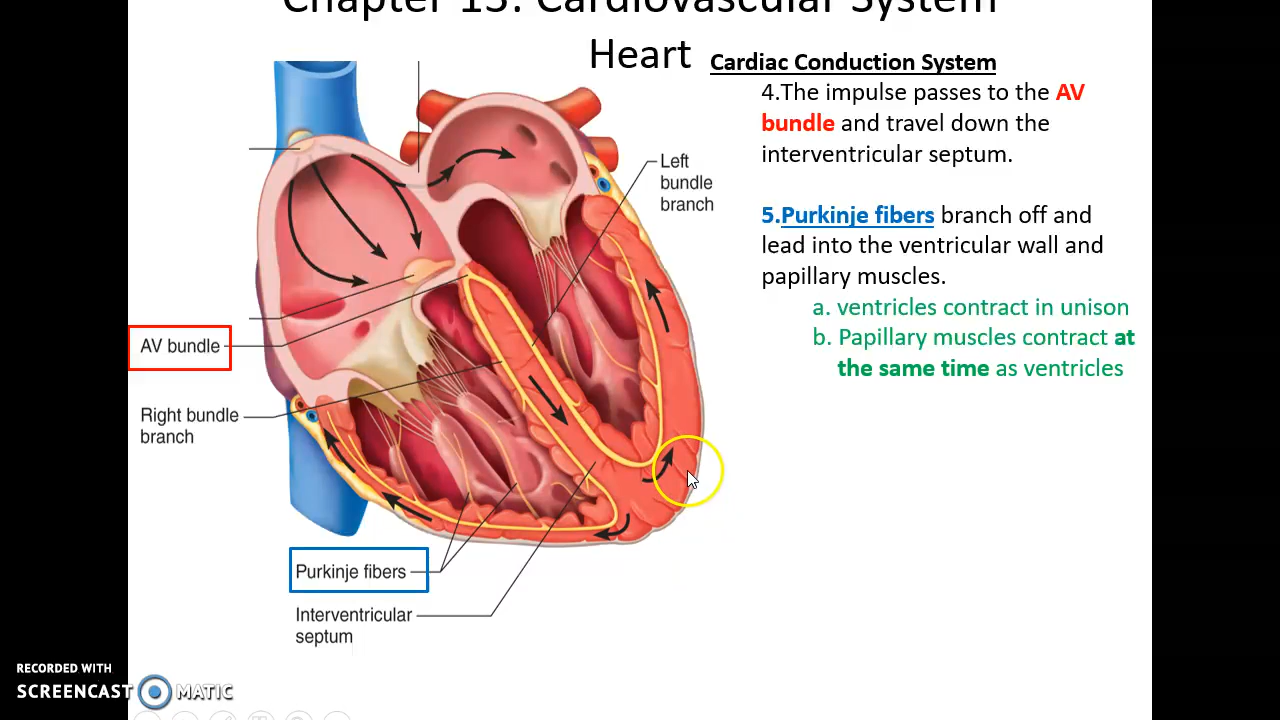 Chapter 15: Cardiovascular System
Heart
Cardiac Conduction System
4.The impulse passes to the AV
bundle and travel down the
interventricular septum.
5.Purkinje fibers branch off and
lead into the ventricular wall and
papillary muscles.
a. ventricles contract in unison
b. Papillary muscles contract at
the same time as ventricles
Left
bundle
branch
AV bundle
Right bundle
branch
Purkinje fibers
Interventricular
septum
RECORDED WITH
SCREENCAST MATIC